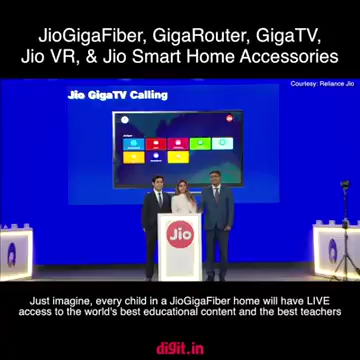 JioGigaFiber, GigaRouter, GigaTV,
Jio VR, & Jio Smart Home Accessories
Courtesy: Reliance Jio
Jio GigaTV Calling
Jio
Just imagine, every child in a JioGigaFiber home will have LIVE
access to the world's best educational content and the best teachers
digit.in